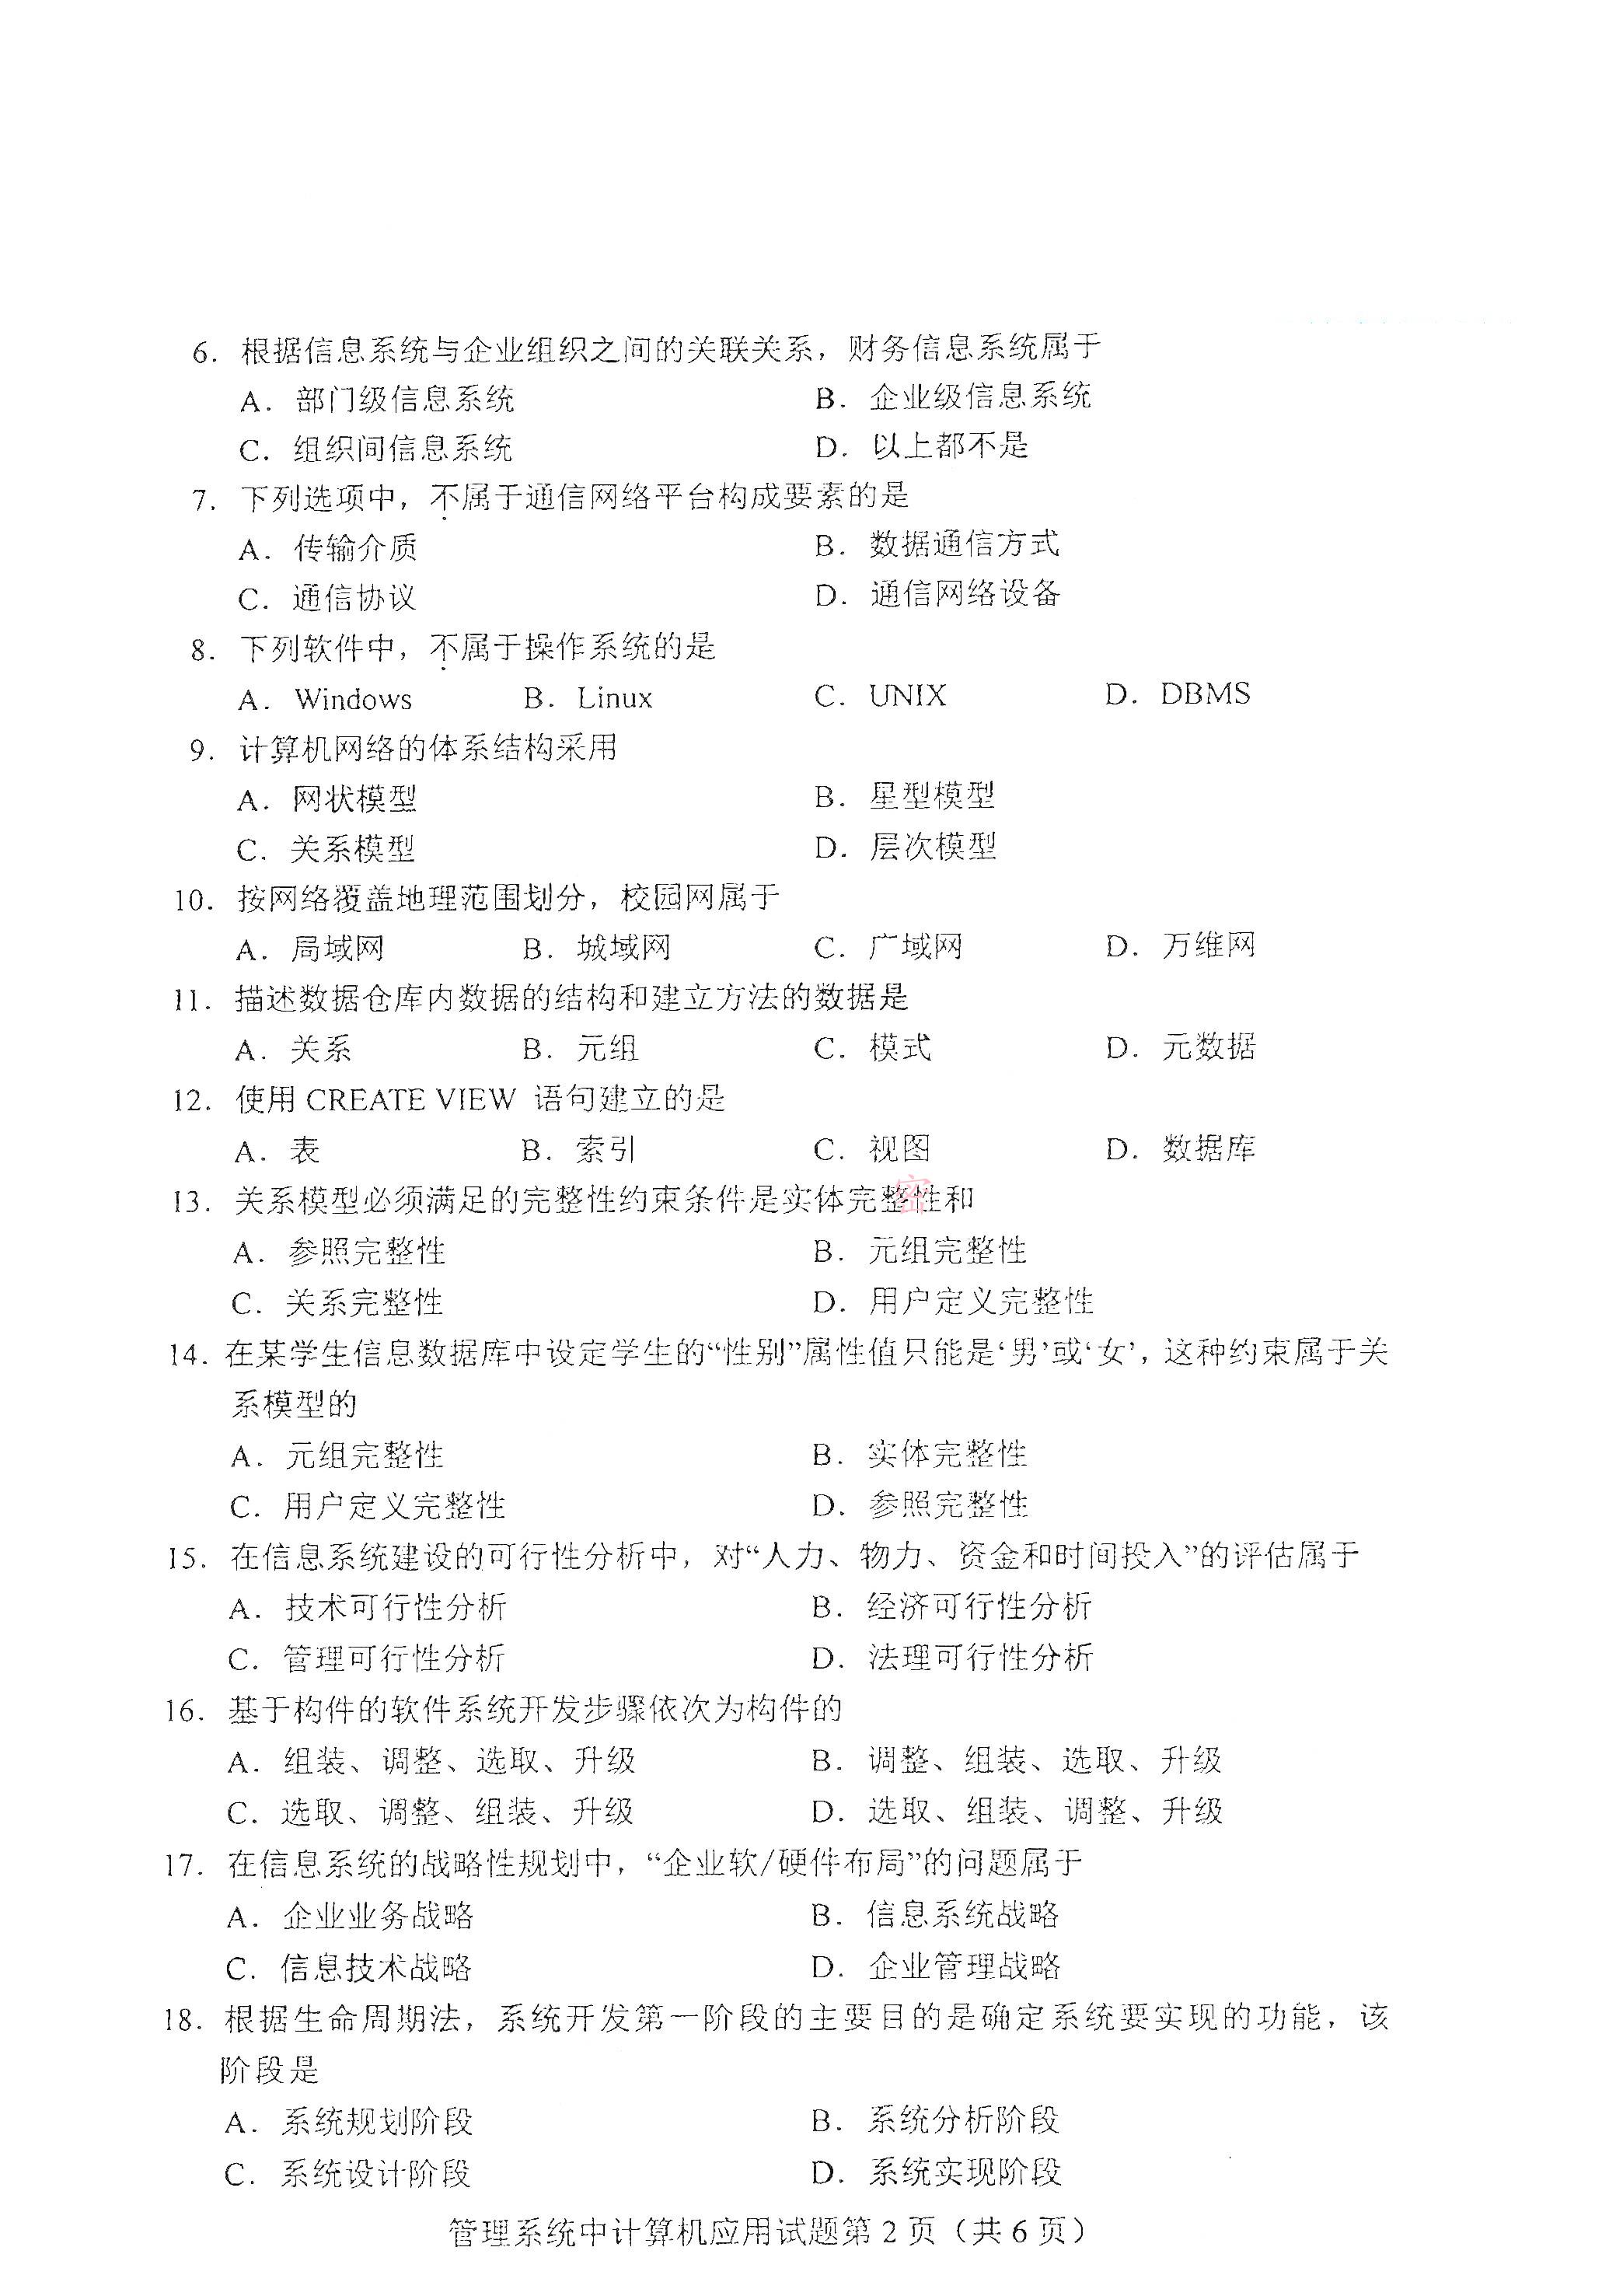 6. 根据信息系统与企业组织之间的关联关系，财务信息系统属于
A. 部门级信息系统 B. 企业级信息系统
C. 组织间信息系统 D. 以上都不是
7. 下列选项中，不属于通信网络平台构成要素的是
A. 传输介质 B. 数据通信方式
C. 通信协议 D. 通信网络设备
8. 下列软件中，不属于操作系统的是
A. Windows B. Linux C. UNIX D. DBMS
9. 计算机网络的体系结构采用
A. 网状模型 B. 星型模型
C. 关系模型 D. 层次模型
10. 按网络覆盖地理范围划分，校园网属于
A. 局域网 B. 城域网 C. 广域网 D. 万维网
11. 描述数据仓库内数据的结构和建立方法的数据是
A. 关系 B. 元组 C. 模式 D. 元数据
12. 使用 CREATE VIEW 语句建立的是
A. 表 B. 索引 C. 视图 D. 数据库
13. 关系模型必须满足的完整性约束条件是实体完整性和
密
A. 参照完整性 B. 元组完整性
C. 关系完整性 D. 用户定义完整性
14. 在某学生信息数据库中设定学生的“性别”属性值只能是‘男’或‘女’，这种约束属于关
系模型的
A. 元组完整性 B. 实体完整性
C. 用户定义完整性 D. 参照完整性
15. 在信息系统建设的可行性分析中，对“人力、物力、资金和时间投入”的评估属于
A. 技术可行性分析 B. 经济可行性分析
C. 管理可行性分析 D. 法理可行性分析
16. 基于构件的软件系统开发步骤依次为构件的
A. 组装、调整、选取、升级 B. 调整、组装、选取、升级
C. 选取、调整、组装、升级 D. 选取、组装、调整、升级
17. 在信息系统的战略性规划中，“企业软/硬件布局”的问题属于
A. 企业业务战略 B. 信息系统战略
C. 信息技术战略 D. 企业管理战略
18. 根据生命周期法，系统开发第一阶段的主要目的是确定系统要实现的功能，该
阶段是
A. 系统规划阶段 B. 系统分析阶段
C. 系统设计阶段 D. 系统实现阶段
管理系统中计算机应用试题第 2 页（共 6 页）